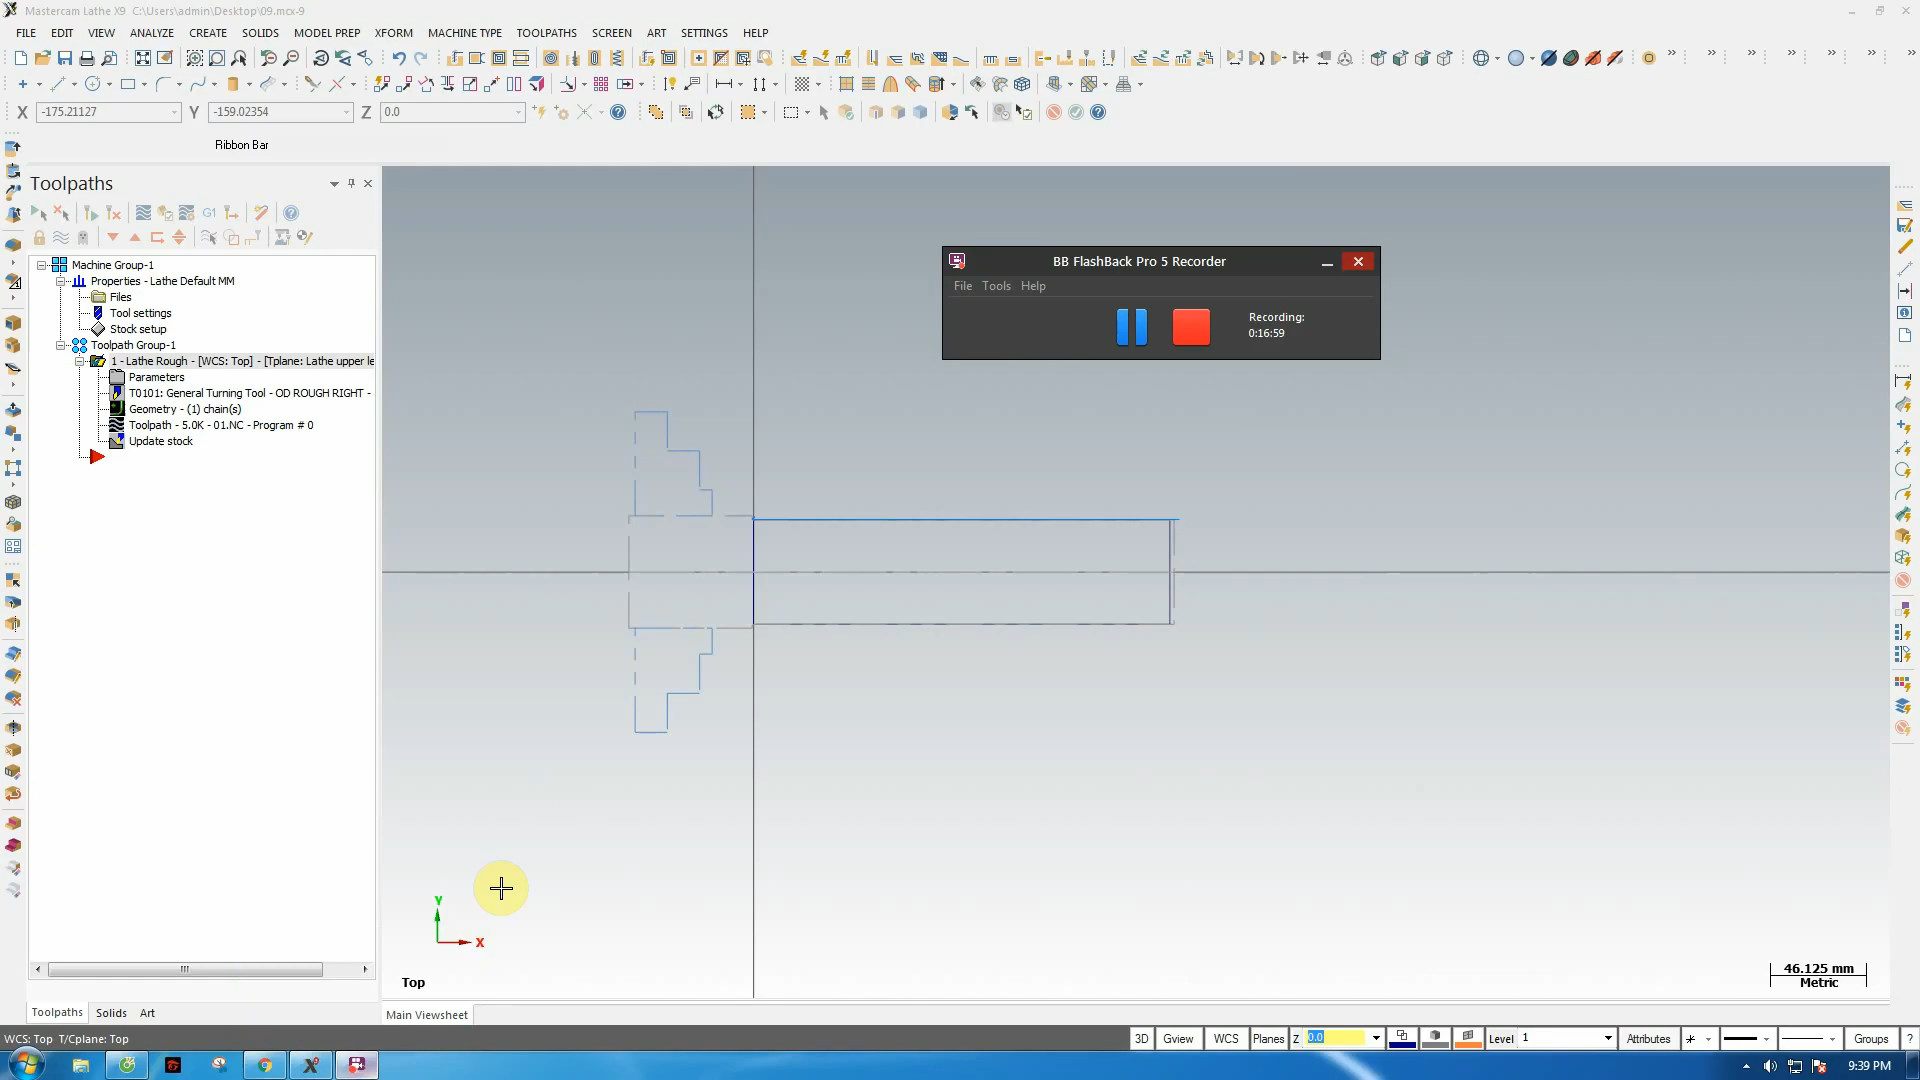 Mastercam Lathe X9 C:\Users\admin\Desktop\09.mcx-9
FILE EDIT VIEW ANALYZE CREATE SOLIDS MODEL PREP XFORM MACHINE TYPE TOOLPATHS SCREEN ART SETTINGS HELP
X -175.21127 Y -159.02354 Z 0.0
Ribbon Bar
Toolpaths
G1
Machine Group-1
Properties - Lathe Default MM
Files
Tool settings
Stock setup
Toolpath Group-1
1 - Lathe Rough - [WCS: Top] - [Tplane: Lathe upper le
Parameters
T0101: General Turning Tool - OD ROUGH RIGHT -
Geometry - (1) chain(s)
Toolpath - 5.0K - 01.NC - Program # 0
Update stock
BB FlashBack Pro 5 Recorder
File Tools Help
Recording:
0:16:59
Y
X
Top
46.125 mm
Metric
Toolpaths Solids Art
Main Viewsheet
WCS: Top T/Cplane: Top
3D Gview WCS Planes Z 0.0 Level 1 Attributes Groups ?
9:39 PM